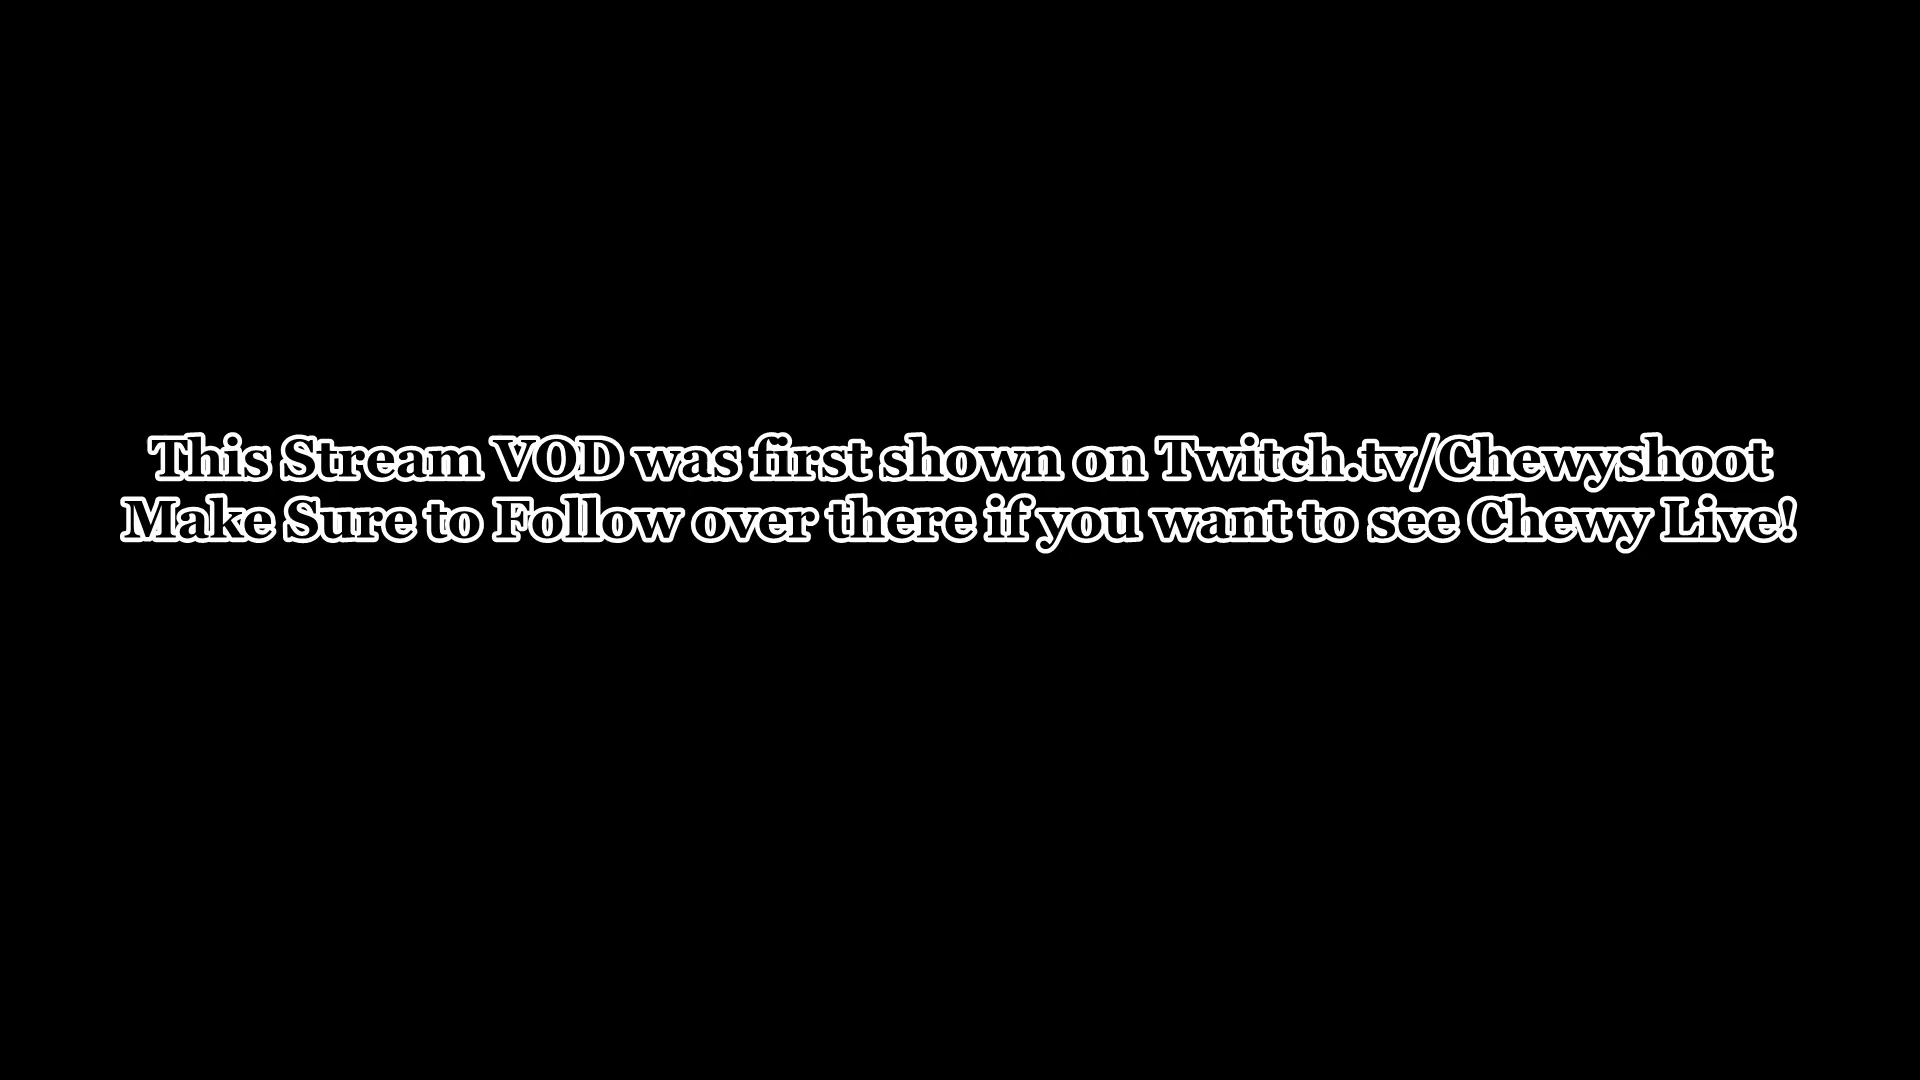 This Stream VOD was first shown on Twitch.tv/Chewyshoot
Make Sure to Follow over there if you want to see Chewy Live!